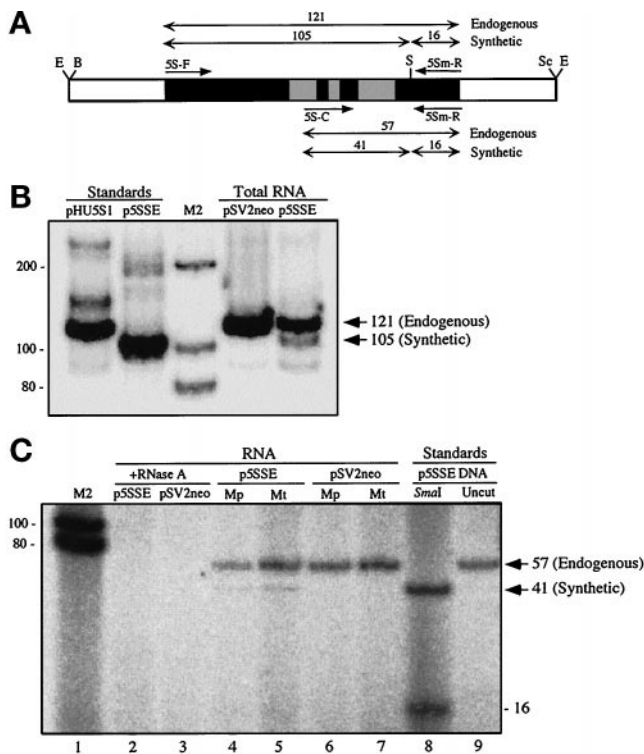 A
121
Endogenous
105
16
Synthetic
E B
5S-F
S
5Sm-R
Sc E
5S-C
5Sm-R
57
Endogenous
41
16
Synthetic
B
Standards
Total RNA
pHU5S1 p5SSE
M2
pSV2neo p5SSE
200 -
121 (Endogenous)
105 (Synthetic)
100 -
80 -
C
RNA
Standards
+RNase A
p5SSE
pSV2neo
p5SSE DNA
M2
p5SSE pSV2neo
Mp Mt
Mp Mt
SmaI Uncut
100 -
80 -
57 (Endogenous)
41 (Synthetic)
- 16
1 2 3 4 5 6 7 8 9